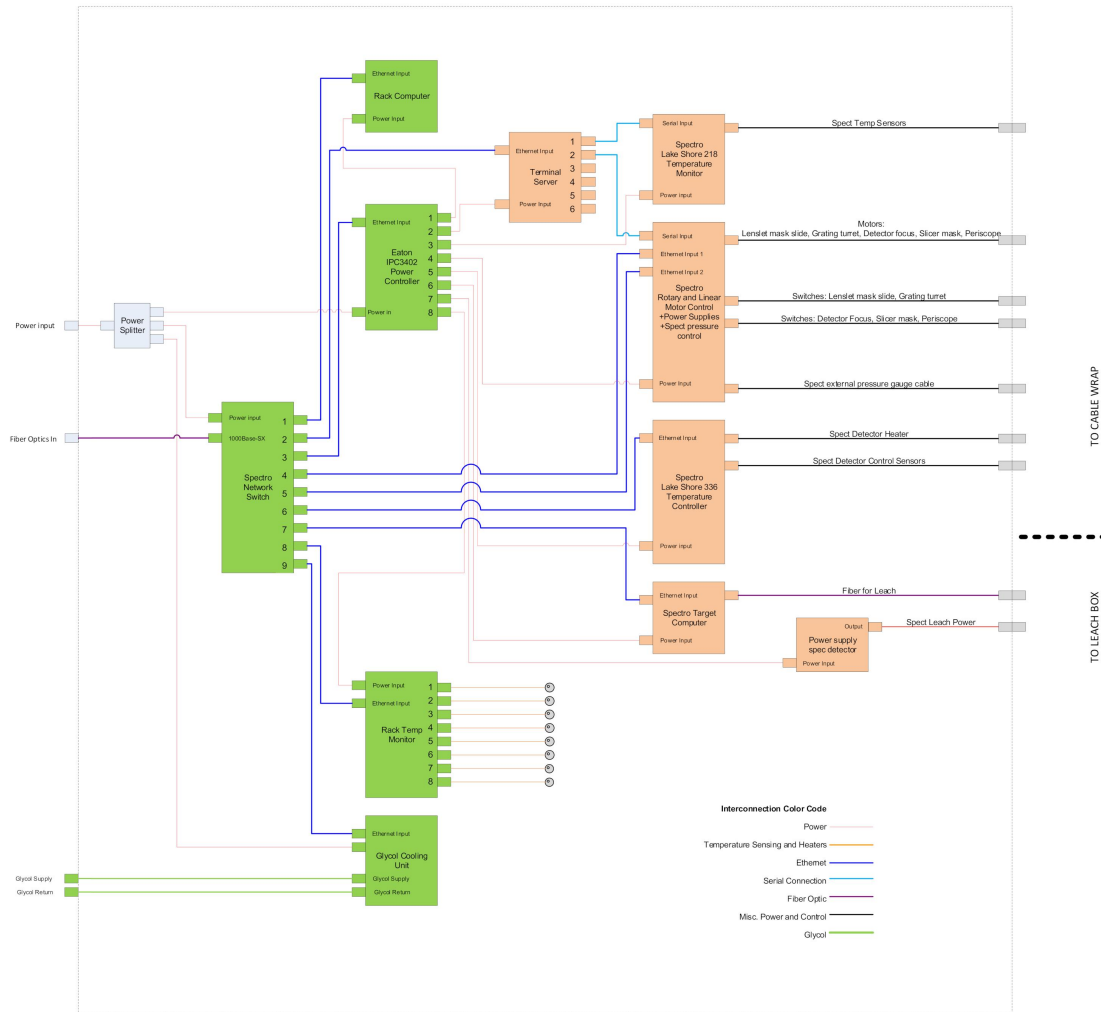 Ethernet Input
Rack Computer
Power Input
Spect Temp Sensors
Serial Input
Spectro
Lake Shore 218
Temperature
Monitor
Power input
1
2
3
4
5
6
Ethernet Input
Terminal
Server
Power Input
Ethernet Input
Eaton
IPC3402
Power
Controller
Power in
1
2
3
4
5
6
7
8
Motors:
Lenslet mask slide, Grating turret, Detector focus, Slicer mask, Periscope
Serial Input
Ethernet Input 1
Ethernet Input 2
Spectro
Rotary and Linear
Motor Control
+Power Supplies
+Spect pressure
control
Power Input
Switches: Lenslet mask slide, Grating turret
Switches: Detector Focus, Slicer mask, Periscope
Spect external pressure gauge cable
Power input
Power
Splitter
TO CABLE WRAP
Fiber Optics In
Power input
1000Base-SX
Spectro
Network
Switch
1
2
3
4
5
6
7
8
9
Ethernet Input
Spectro
Lake Shore 336
Temperature
Controller
Power input
Spect Detector Heater
Spect Detector Control Sensors
Ethernet Input
Spectro Target
Computer
Power Input
Fiber for Leach
Spect Leach Power
Output
Power supply
spec detector
Power Input
TO LEACH BOX
Power Input
Ethernet Input
Rack Temp
Monitor
1
2
3
4
5
6
7
8
Ethernet Input
Glycol Cooling
Unit
Glycol Supply
Glycol Return
Glycol Supply
Glycol Return
Interconnection Color Code
Power
Temperature Sensing and Heaters
Ethernet
Serial Connection
Fiber Optic
Misc. Power and Control
Glycol